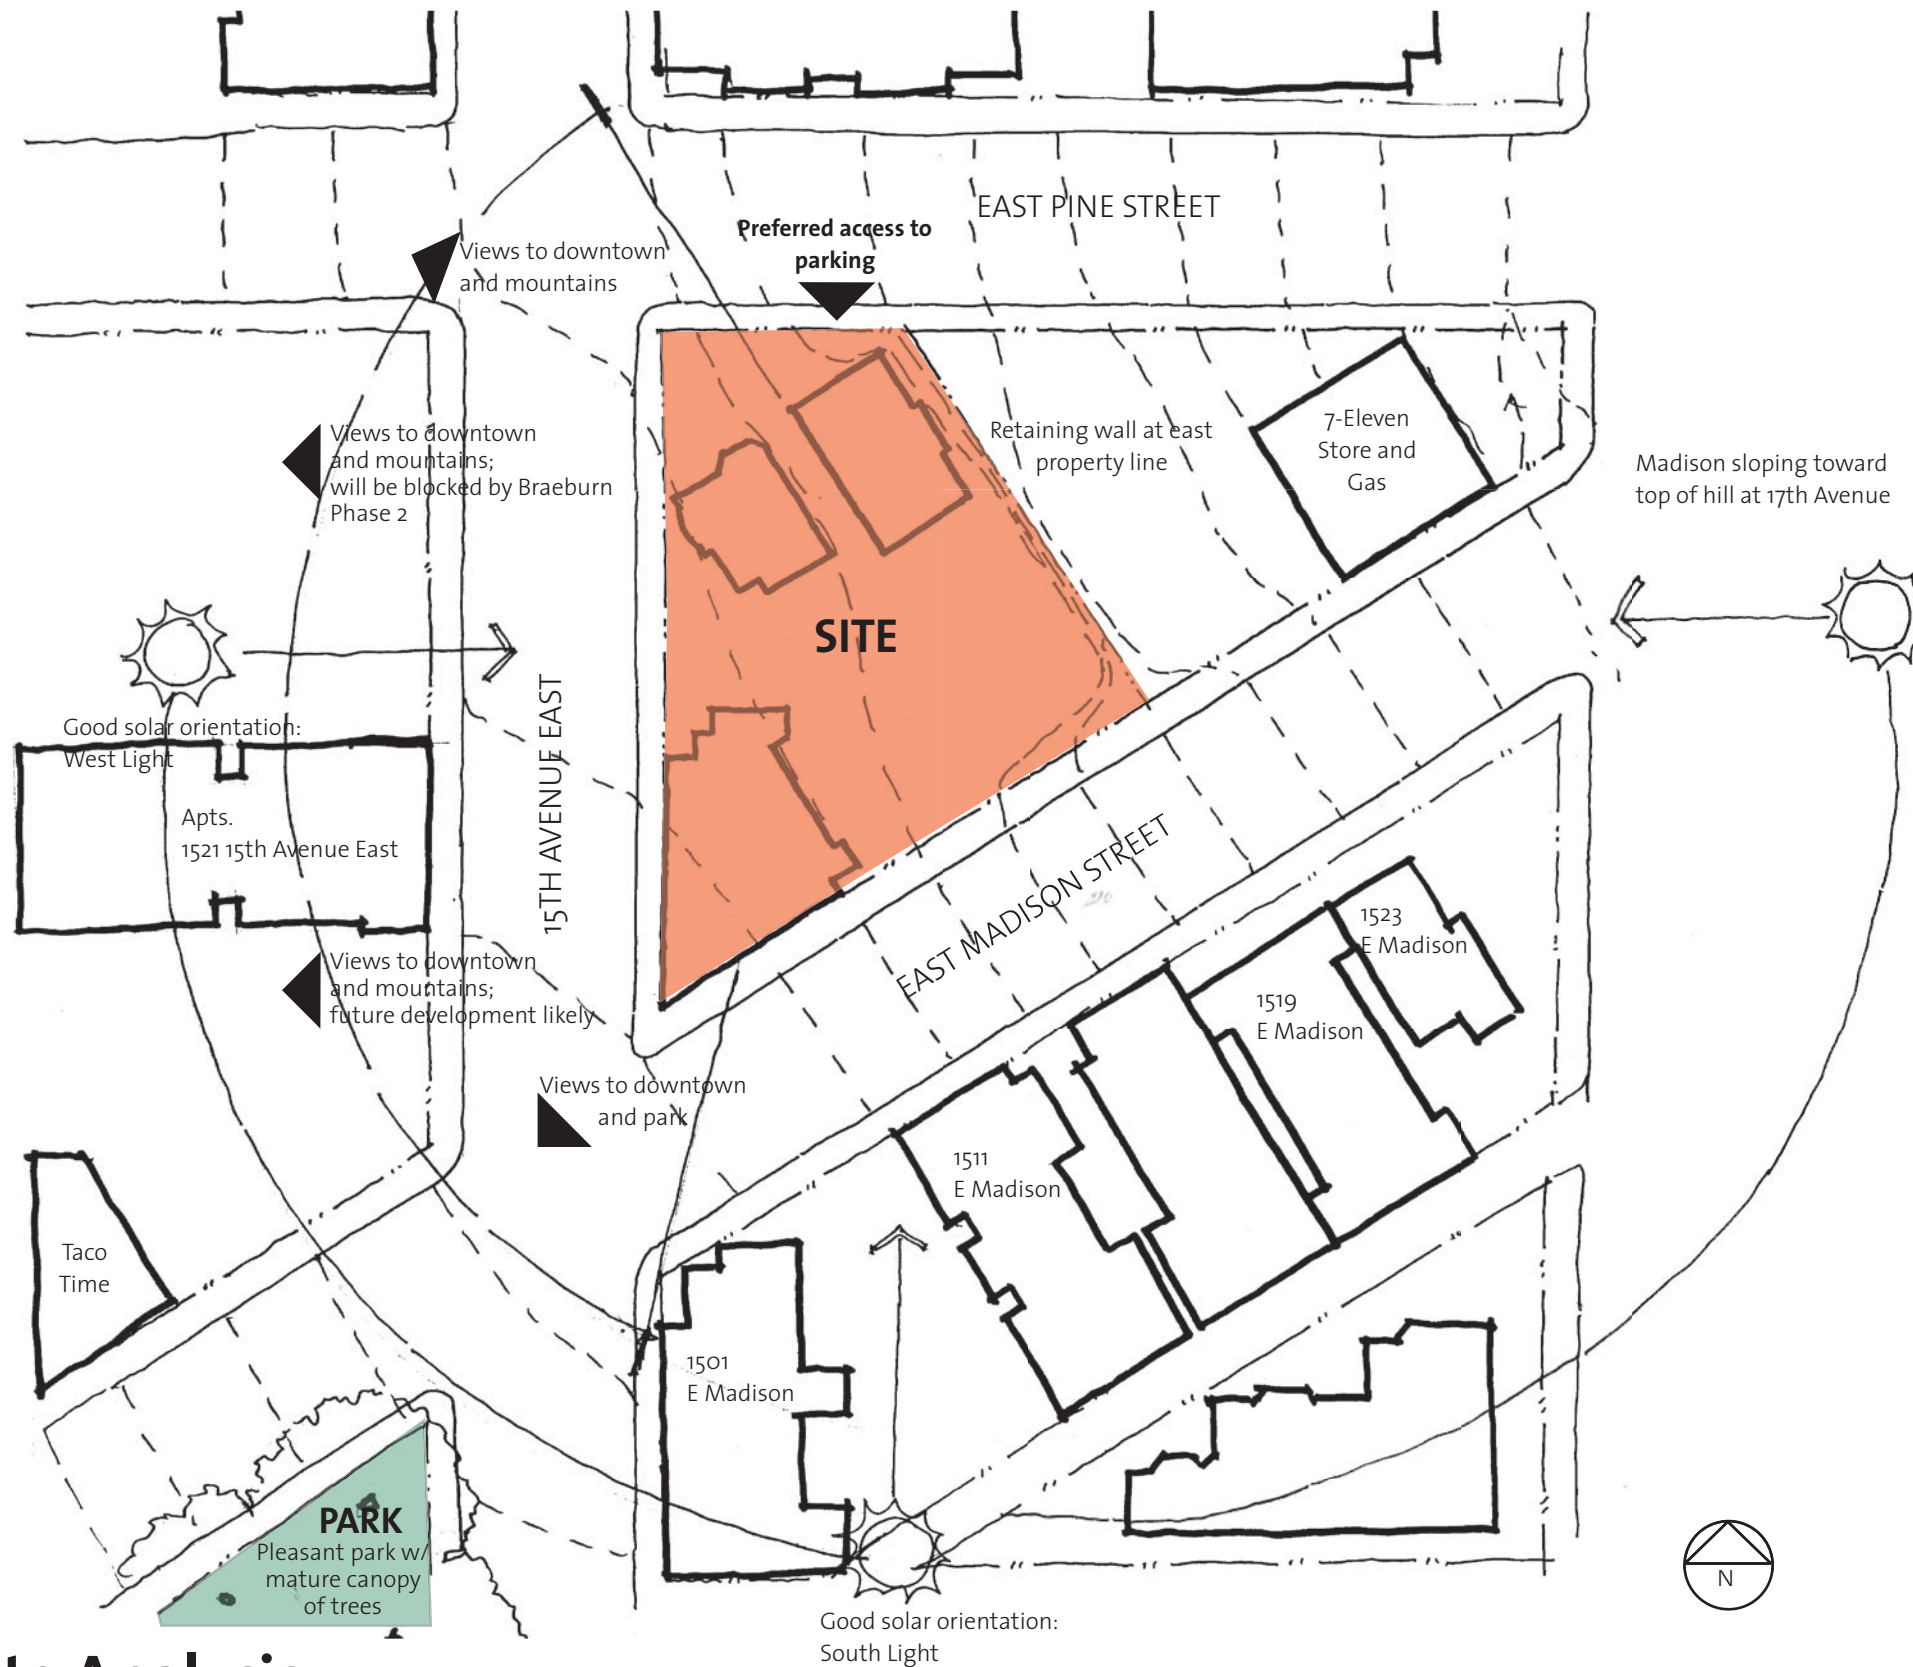 EAST PINE STREET
Preferred access to
parking
Views to downtown
and mountains
Views to downtown
and mountains;
will be blocked by Braeburn
Phase 2
Retaining wall at east
property line
7-Eleven
Store and
Gas
Madison sloping toward
top of hill at 17th Avenue
SITE
15TH AVENUE EAST
Good solar orientation:
West Light
Apts.
1521 15th Avenue East
EAST MADISON STREET
1523
E Madison
Views to downtown
and mountains;
future development likely
1519
E Madison
Views to downtown
and park
1511
E Madison
Taco
Time
1501
E Madison
PARK
Pleasant park w/
mature canopy
of trees
N
Good solar orientation:
South Light